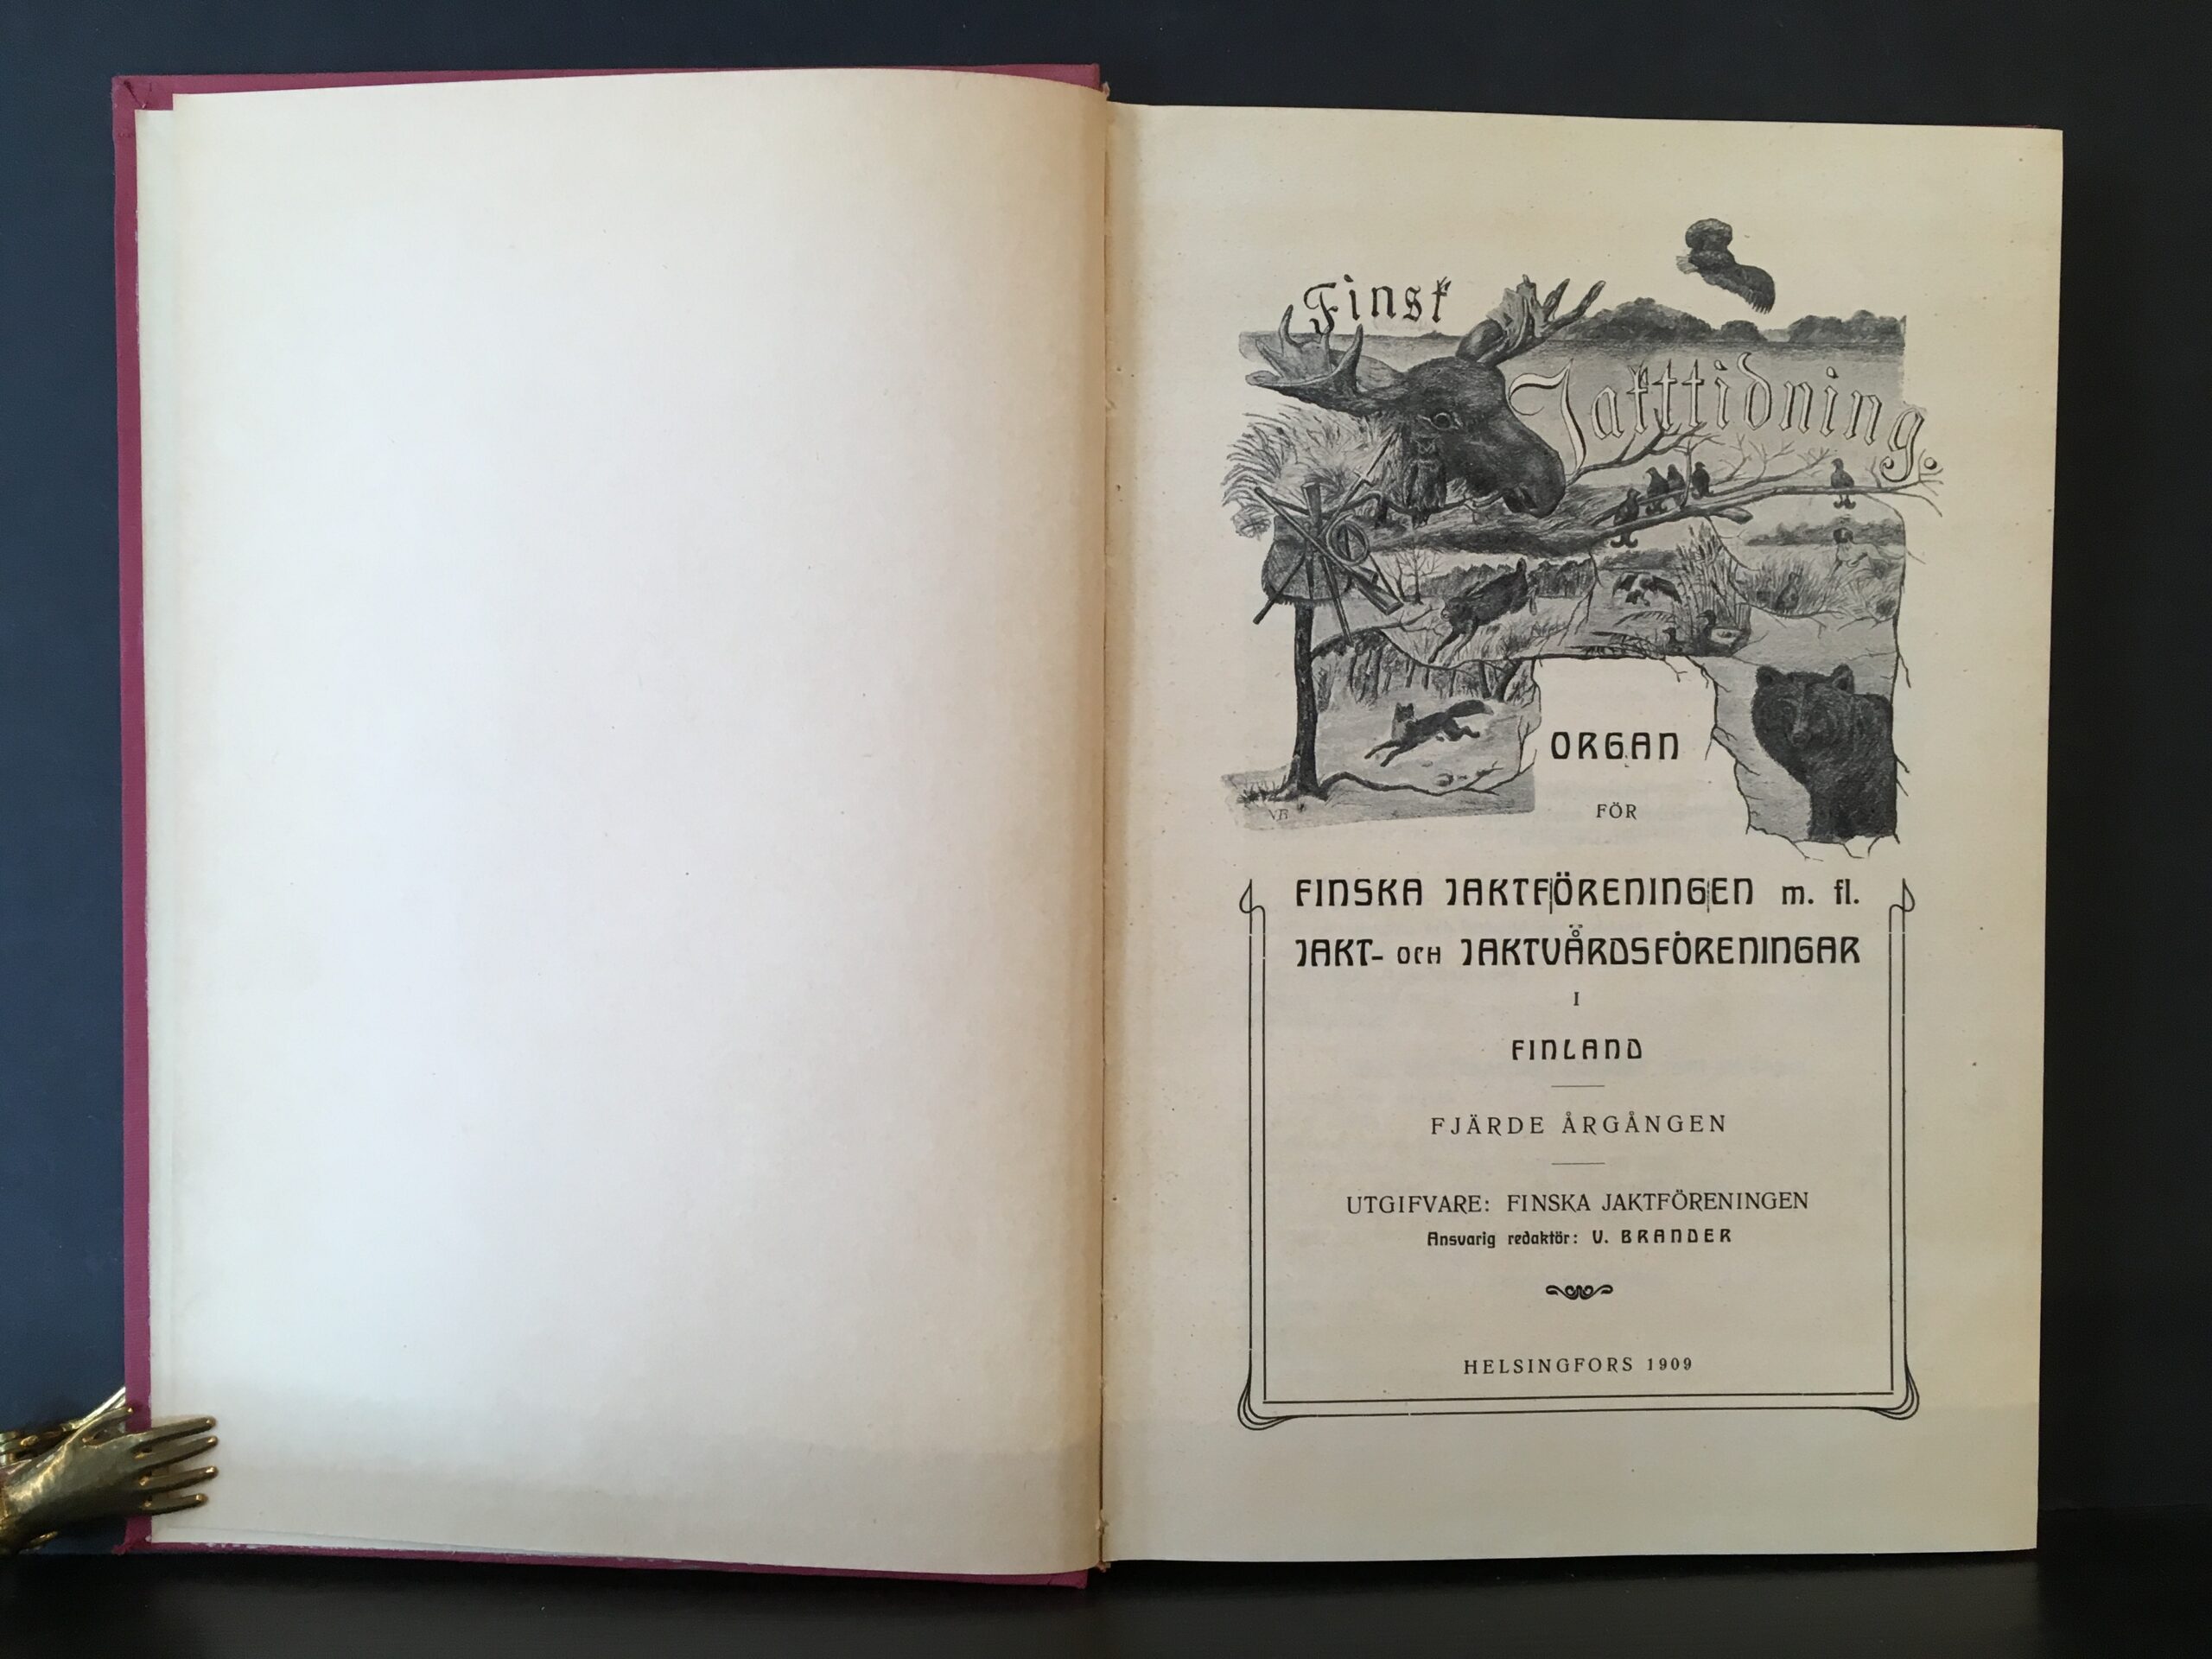 Finsk
Jakttidning.
VB
ORGAN
FÖR
FINSKA JAKTFÖRENINGEN m. fl.
JAKT- OCH JAKTVÅRDSFÖRENINGAR
I
FINLAND
FJÄRDE ÅRGÅNGEN
UTGIFVARE: FINSKA JAKTFÖRENINGEN
Ansvarig redaktör: V. BRANDER
HELSINGFORS 1909